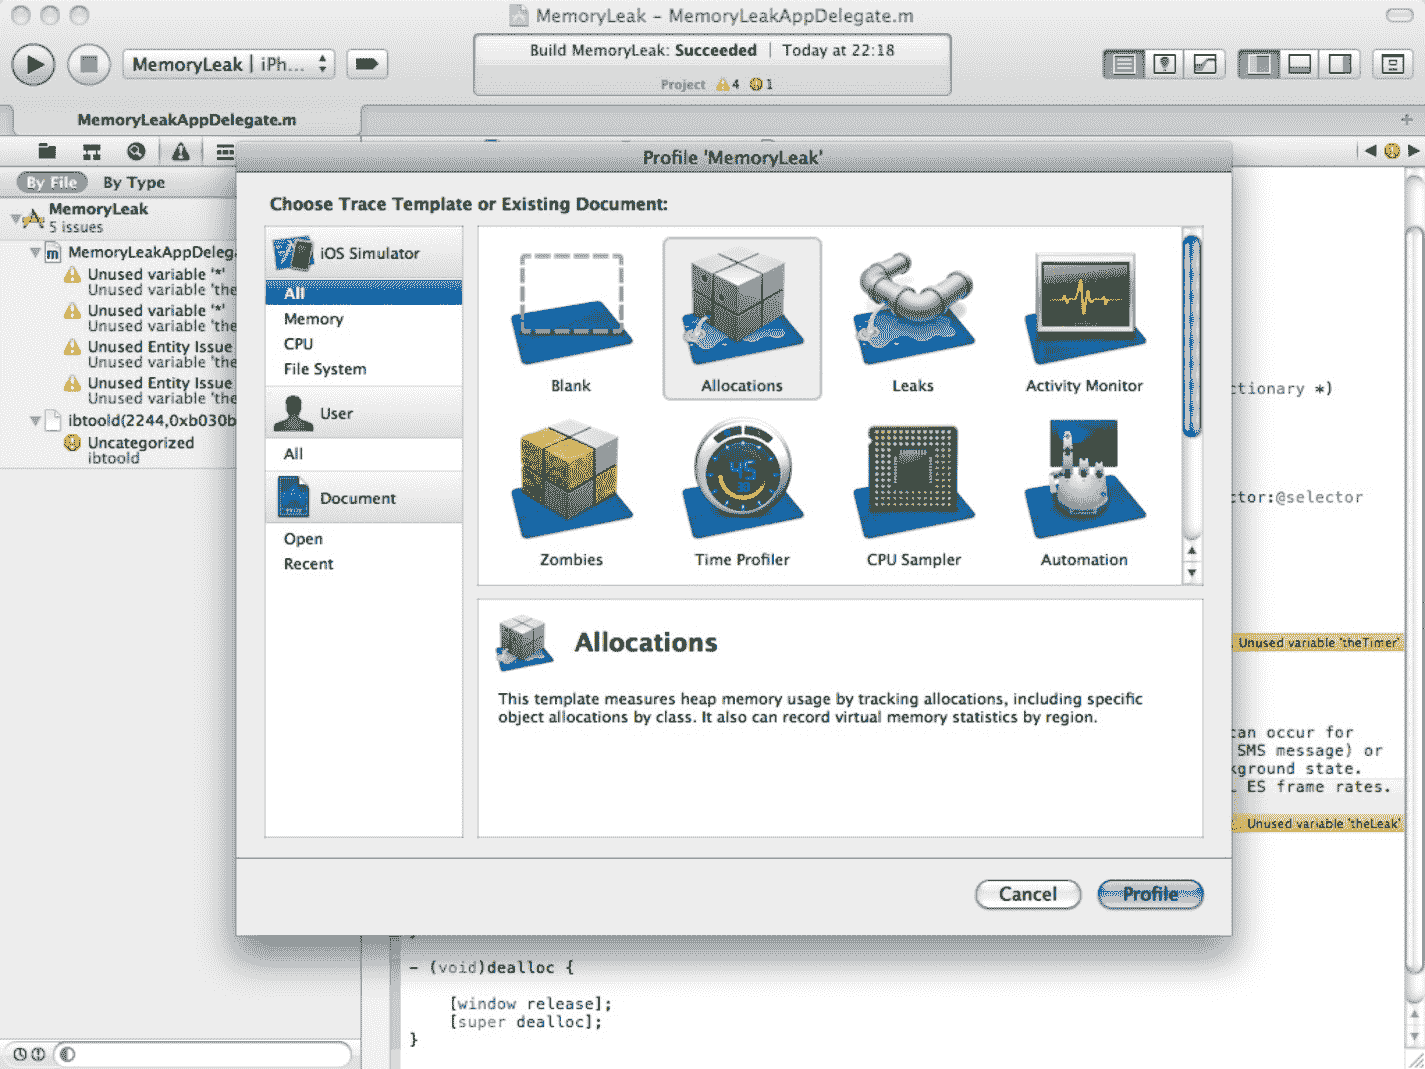 MemoryLeak – MemoryLeakAppDelegate.m
MemoryLeak | iPh...
Build MemoryLeak: Succeeded | Today at 22:18
Project 4 1
MemoryLeakAppDelegate.m
By File By Type
MemoryLeak
5 issues
MemoryLeakAppDeleg
Unused variable '*'
Unused variable 'the
Unused variable '*'
Unused variable 'the
Unused Entity Issue
Unused variable 'the
Unused Entity Issue
Unused variable 'the
ibtoold(2244,0xb030b
Uncategorized
ibtoold
Profile 'MemoryLeak'
Choose Trace Template or Existing Document:
iOS Simulator
All
Memory
CPU
File System
User
All
Document
Open
Recent
Blank
Allocations
Leaks
Activity Monitor
Zombies
Time Profiler
CPU Sampler
Automation
Allocations
This template measures heap memory usage by tracking allocations, including specific
object allocations by class. It also can record virtual memory statistics by region.
Cancel
Profile
ctionary *)
ctor:@selector
Unused variable 'theTimer'
can occur for
SMS message) or
kground state.
ES frame rates.
Unused variable 'theLeak'
}
- (void)dealloc {
[window release];
[super dealloc];
}